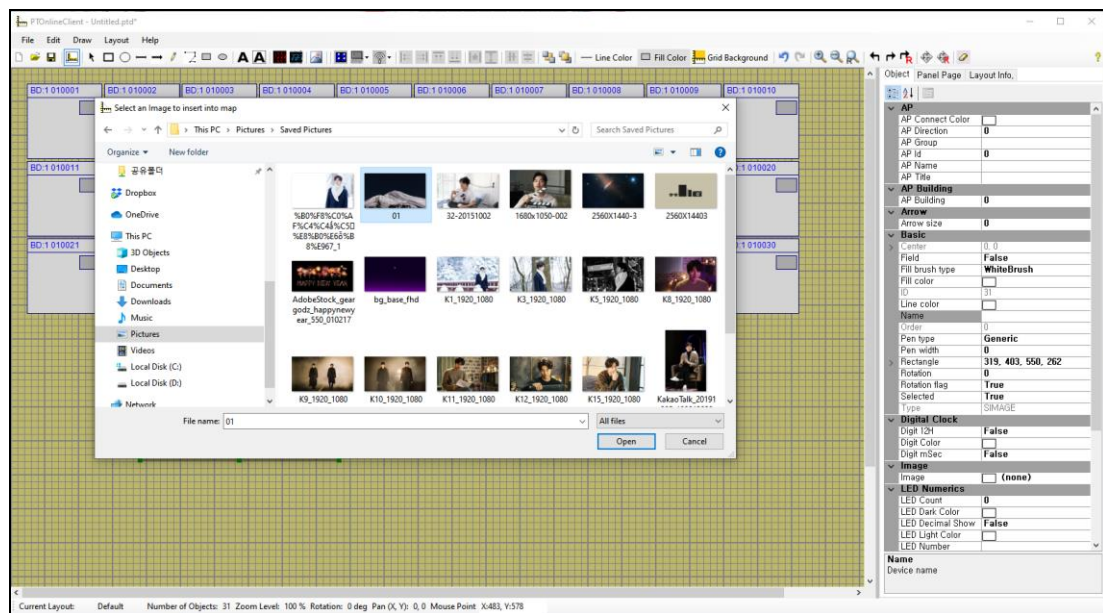 PTOnlineClient - Untitled.ptd*
File Edit Draw Layout Help
Line Color Fill Color Grid Background
BD:1 010001 BD:1 010002 BD:1 010003 BD:1 010004 BD:1 010005 BD:1 010006 BD:1 010007 BD:1 010008 BD:1 010009 BD:1 010010
BD:1 010011
D:1 010020
BD:1 010021
D:1 010030
Select an Image to insert into map
This PC > Pictures > Saved Pictures
Search Saved Pictures
Organize New folder
공유폴더
Dropbox
OneDrive
This PC
3D Objects
Desktop
Documents
Downloads
Music
Pictures
Videos
Local Disk (C:)
Local Disk (D:)
Network
01
32-20151002
1680x1050-002
2560X1440-3
2560X14403
AdobeStock_gear
godz_happynewy
ear_550_010217
bg_base_fhd
K1_1920_1080
K3_1920_1080
K5_1920_1080
K8_1920_1080
K9_1920_1080
K10_1920_1080
K11_1920_1080
K12_1920_1080
K15_1920_1080
KakaoTalk_20191
File name: 01
All files
Open Cancel
Object Panel Page Layout Info,
AP
AP Connect Color
AP Direction 0
AP Group
AP Id 0
AP Name
AP Title
AP Building
AP Building 0
Arrow
Arrow size 0
Basic
Center 0, 0
Field False
Fill brush type WhiteBrush
Fill color
ID 31
Line color
Name
Order 0
Pen type Generic
Pen width 0
Rectangle 319, 403, 550, 262
Rotation 0
Rotation flag True
Selected True
Type SIMAGE
Digital Clock
Digit 12H False
Digit Color
Digit mSec False
Image
Image (none)
LED Numerics
LED Count 0
LED Dark Color
LED Decimal Show False
LED Light Color
LED Number
Name
Device name
Current Layout: Default Number of Objects: 31 Zoom Level: 100 % Rotation: 0 deg Pan (X, Y): 0, 0 Mouse Point X:483, Y:578